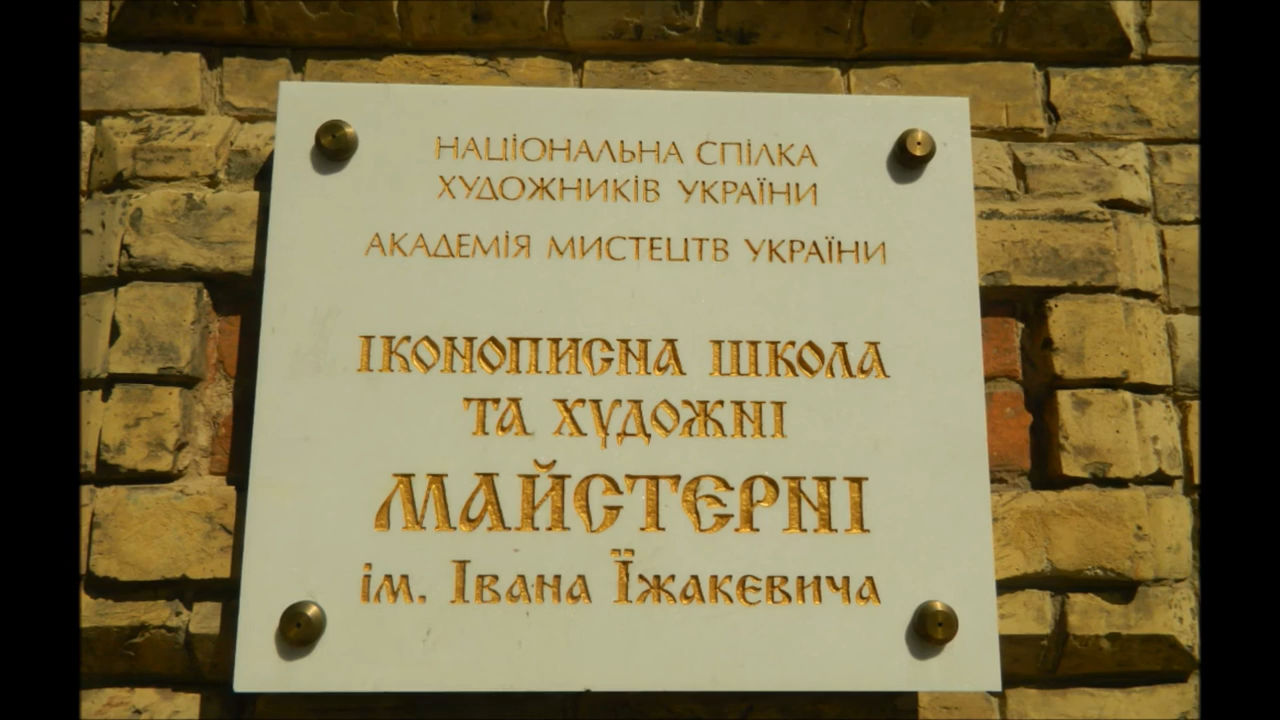 НАЦІОНАЛЬНА СПІЛКА
ХУДОЖНИКІВ УКРАЇНИ
АКАДЕМІЯ МИСТЕЦТВ УКРАЇНИ
ІКОНОПИСНА ШКОЛА
ТА ХУДОЖНІ
МАЙСТЕРНІ
ім. Івана Їжакевича